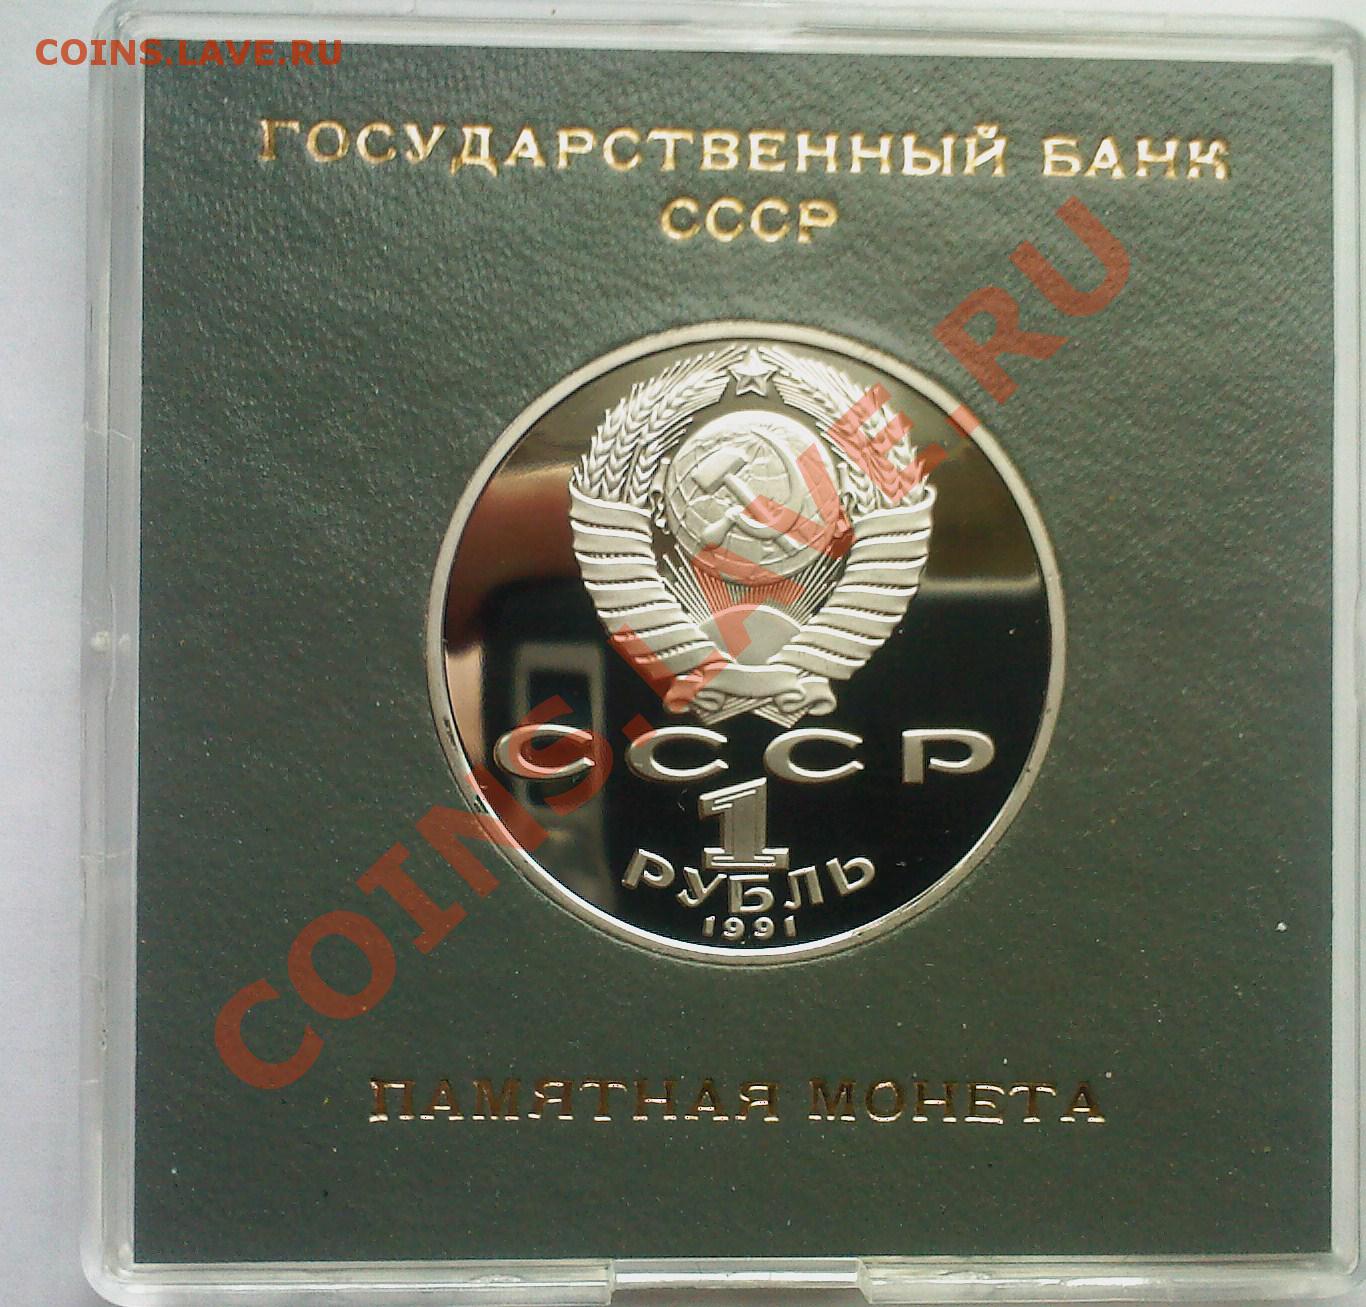 COINS.LAVE.RU
ГОСУДАРСТВЕННЫЙ БАНК
СССР
COINS.LAVE.RU
СССР
1
РУБЛЬ
1991
ПАМЯТНАЯ МОНЕТА